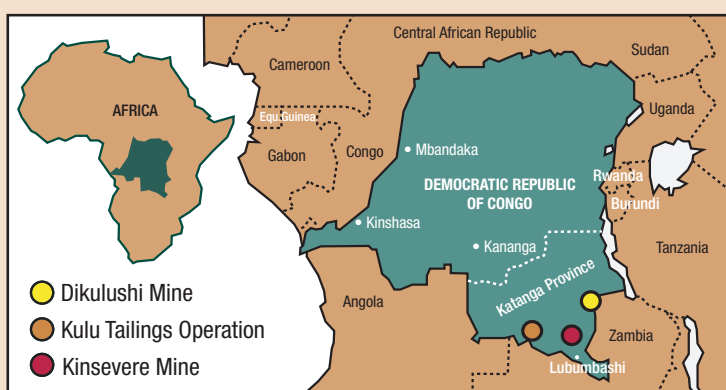 AFRICA
Dikulushi Mine
Kulu Tailings Operation
Kinsevere Mine
Central African Republic
Sudan
Cameroon
Uganda
Equ.Guinea
Gabon
Congo
Mbandaka
Rwanda
DEMOCRATIC REPUBLIC
OF CONGO
Burundi
Kinshasa
Kananga
Tanzania
Katanga Province
Angola
Zambia
Lubumbashi